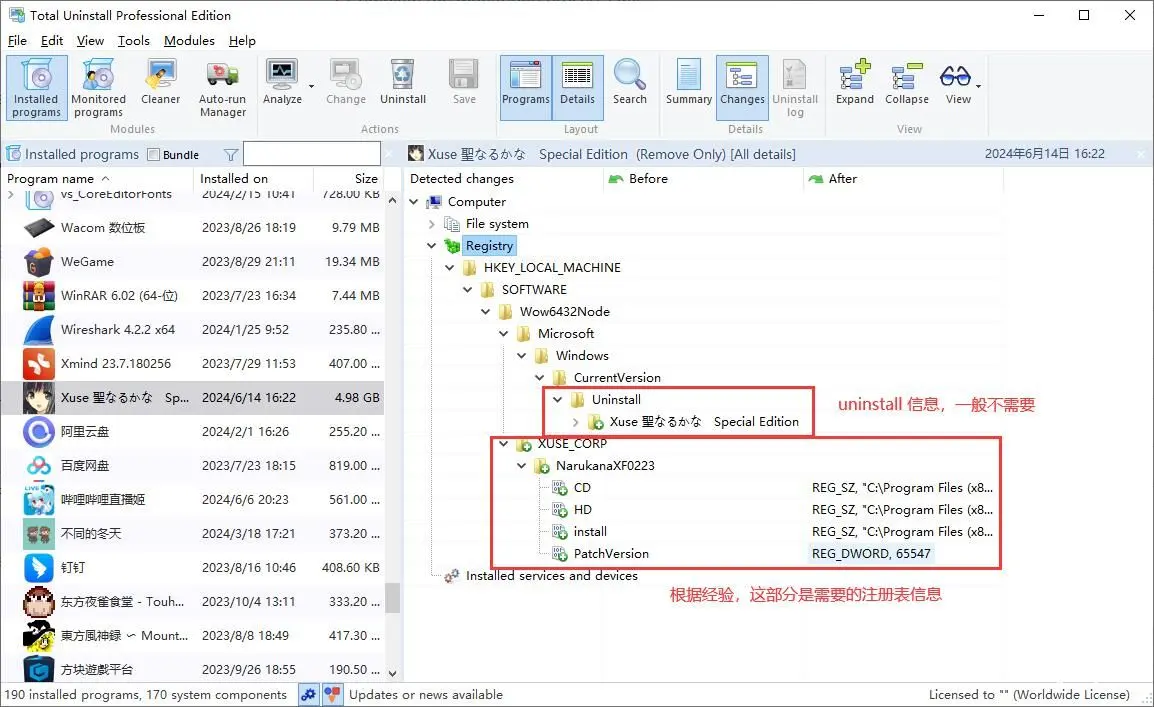 Total Uninstall Professional Edition
File Edit View Tools Modules Help
Installed programs
Monitored programs
Cleaner
Auto-run Manager
Modules
Analyze
Change
Uninstall
Save
Actions
Programs
Details
Search
Layout
Summary
Changes
Uninstall log
Details
Expand
Collapse
View
View
Installed programs Bundle
Xuse 聖なるかな Special Edition (Remove Only) [All details] 2024年6月14日 16:22
Program name Installed on Size
vs_CoreEditorFonts 2024/2/15 10:41 728.00 KB
Wacom 数位板 2023/8/26 18:19 9.79 MB
WeGame 2023/8/29 21:11 19.34 MB
WinRAR 6.02 (64-位) 2023/7/23 16:34 7.44 MB
Wireshark 4.2.2 x64 2024/1/25 9:52 235.80 ...
Xmind 23.7.180256 2023/7/29 11:53 407.00 ...
Xuse 聖なるかな Sp... 2024/6/14 16:22 4.98 GB
阿里云盘 2024/2/1 16:26 255.20 ...
百度网盘 2023/7/23 18:15 819.00 ...
哔哩哔哩直播姬 2024/6/6 20:23 561.00 ...
不同的冬天 2024/3/18 17:21 373.20 ...
钉钉 2023/8/16 10:46 408.60 KB
东方夜雀食堂 - Touh... 2023/10/4 13:11 333.20 ...
東方風神録 ~ Mount... 2023/8/8 18:49 417.30 ...
方块遊戲平台 2023/9/26 18:55 190.50 ...
Detected changes Before After
Computer
File system
Registry
HKEY_LOCAL_MACHINE
SOFTWARE
Wow6432Node
Microsoft
Windows
CurrentVersion
Uninstall
Xuse 聖なるかな Special Edition
uninstall 信息，一般不需要
XUSE_CORP
NarukanaXF0223
CD REG_SZ, "C:\Program Files (x8...
HD REG_SZ, "C:\Program Files (x8...
install REG_SZ, "C:\Program Files (x8...
PatchVersion REG_DWORD, 65547
Installed services and devices
根据经验，这部分是需要的注册表信息
190 installed programs, 170 system components Updates or news available Licensed to "" (Worldwide License)